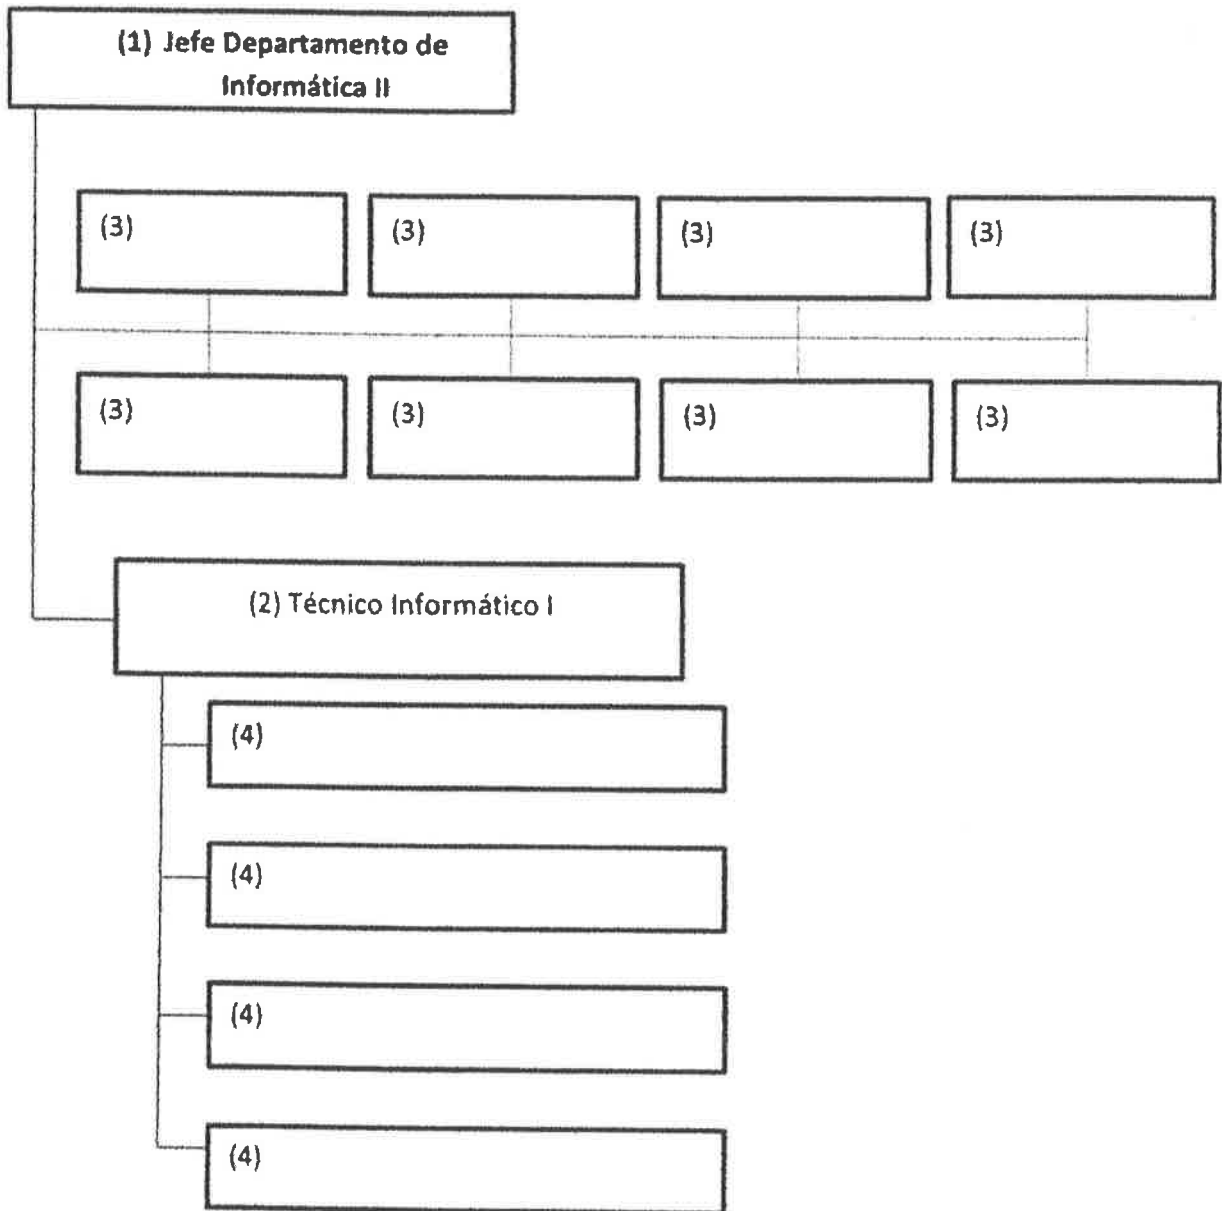 (1) Jefe Departamento de
Informática II
(3) (3) (3) (3)
(3) (3) (3) (3)
(2) Técnico Informático I
(4)
(4)
(4)
(4)